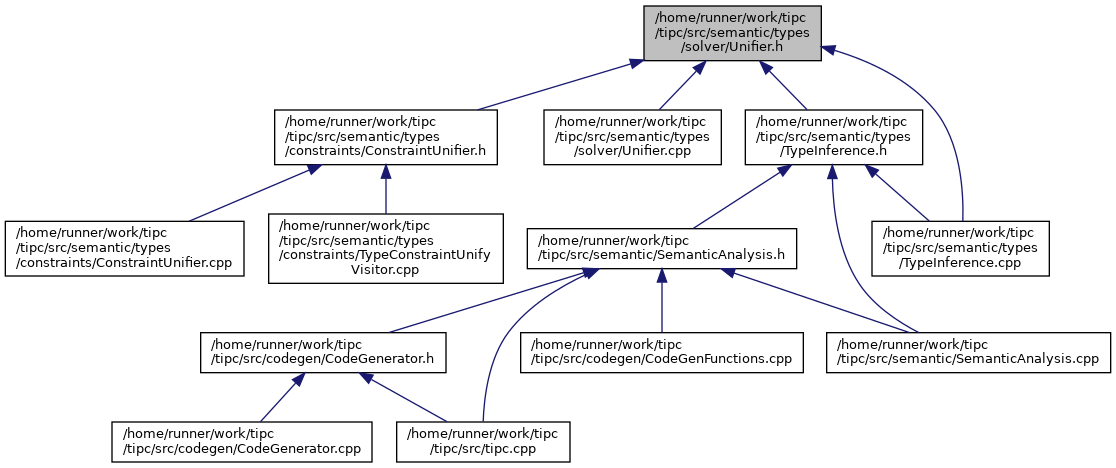 /home/runner/work/tipc
/tipc/src/semantic/types
/solver/Unifier.h
/home/runner/work/tipc
/tipc/src/semantic/types
/constraints/ConstraintUnifier.h
/home/runner/work/tipc
/tipc/src/semantic/types
/solver/Unifier.cpp
/home/runner/work/tipc
/tipc/src/semantic/types
/TypeInference.h
/home/runner/work/tipc
/tipc/src/semantic/types
/constraints/ConstraintUnifier.cpp
/home/runner/work/tipc
/tipc/src/semantic/types
/constraints/TypeConstraintUnify
Visitor.cpp
/home/runner/work/tipc
/tipc/src/semantic/SemanticAnalysis.h
/home/runner/work/tipc
/tipc/src/semantic/types
/TypeInference.cpp
/home/runner/work/tipc
/tipc/src/codegen/CodeGenerator.h
/home/runner/work/tipc
/tipc/src/codegen/CodeGenFunctions.cpp
/home/runner/work/tipc
/tipc/src/semantic/SemanticAnalysis.cpp
/home/runner/work/tipc
/tipc/src/codegen/CodeGenerator.cpp
/home/runner/work/tipc
/tipc/src/tipc.cpp